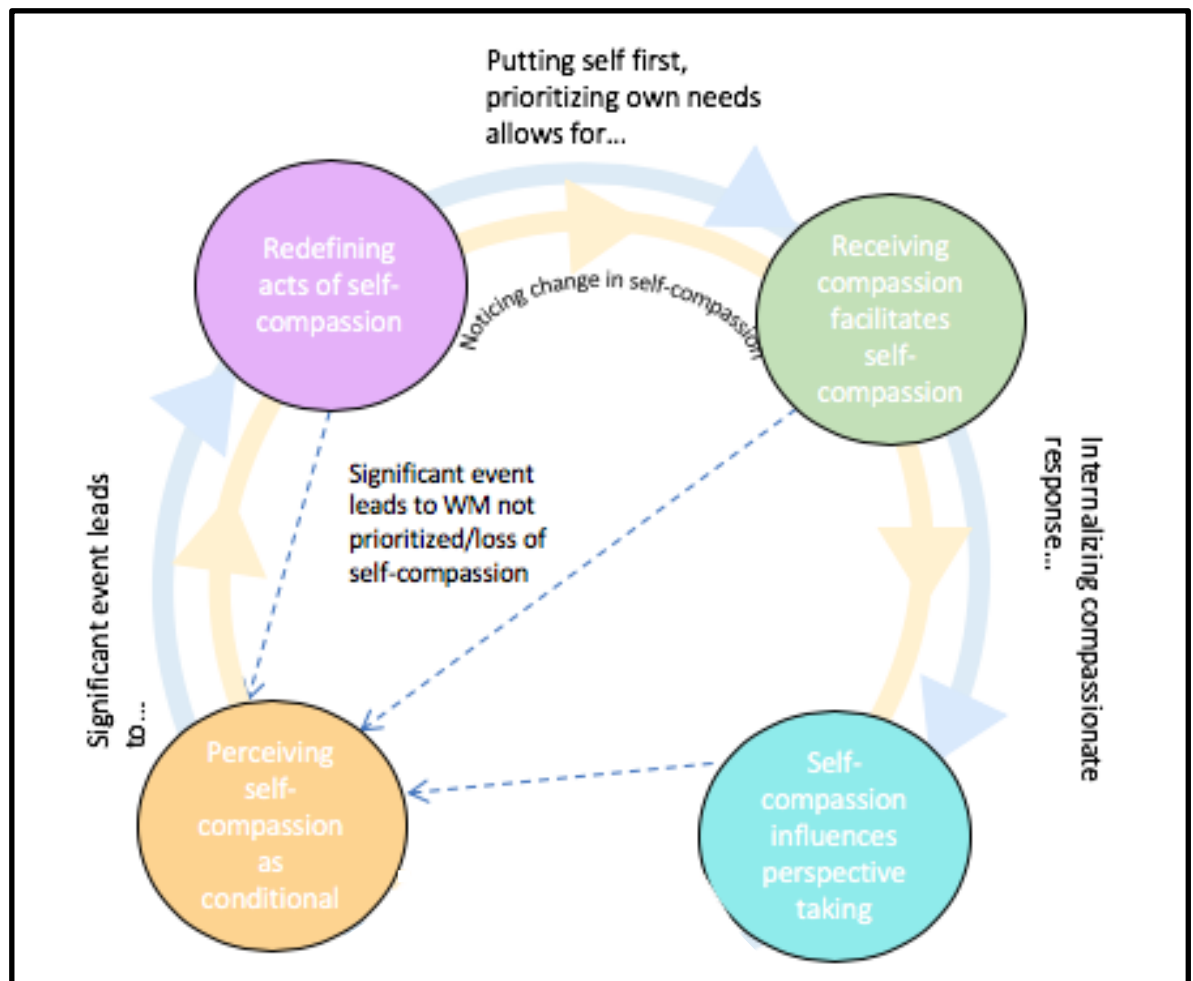 Putting self first,
prioritizing own needs
allows for...
Redefining
acts of self-
compassion
Receiving
compassion
facilitates
self-
compassion
Noticing change in self-compassion
Significant event
leads to WM not
prioritized/loss of
self-compassion
Significant event leads
to...
Internalizing compassionate
response...
Perceiving
self-
compassion
as
conditional
Self-
compassion
influences
perspective
taking